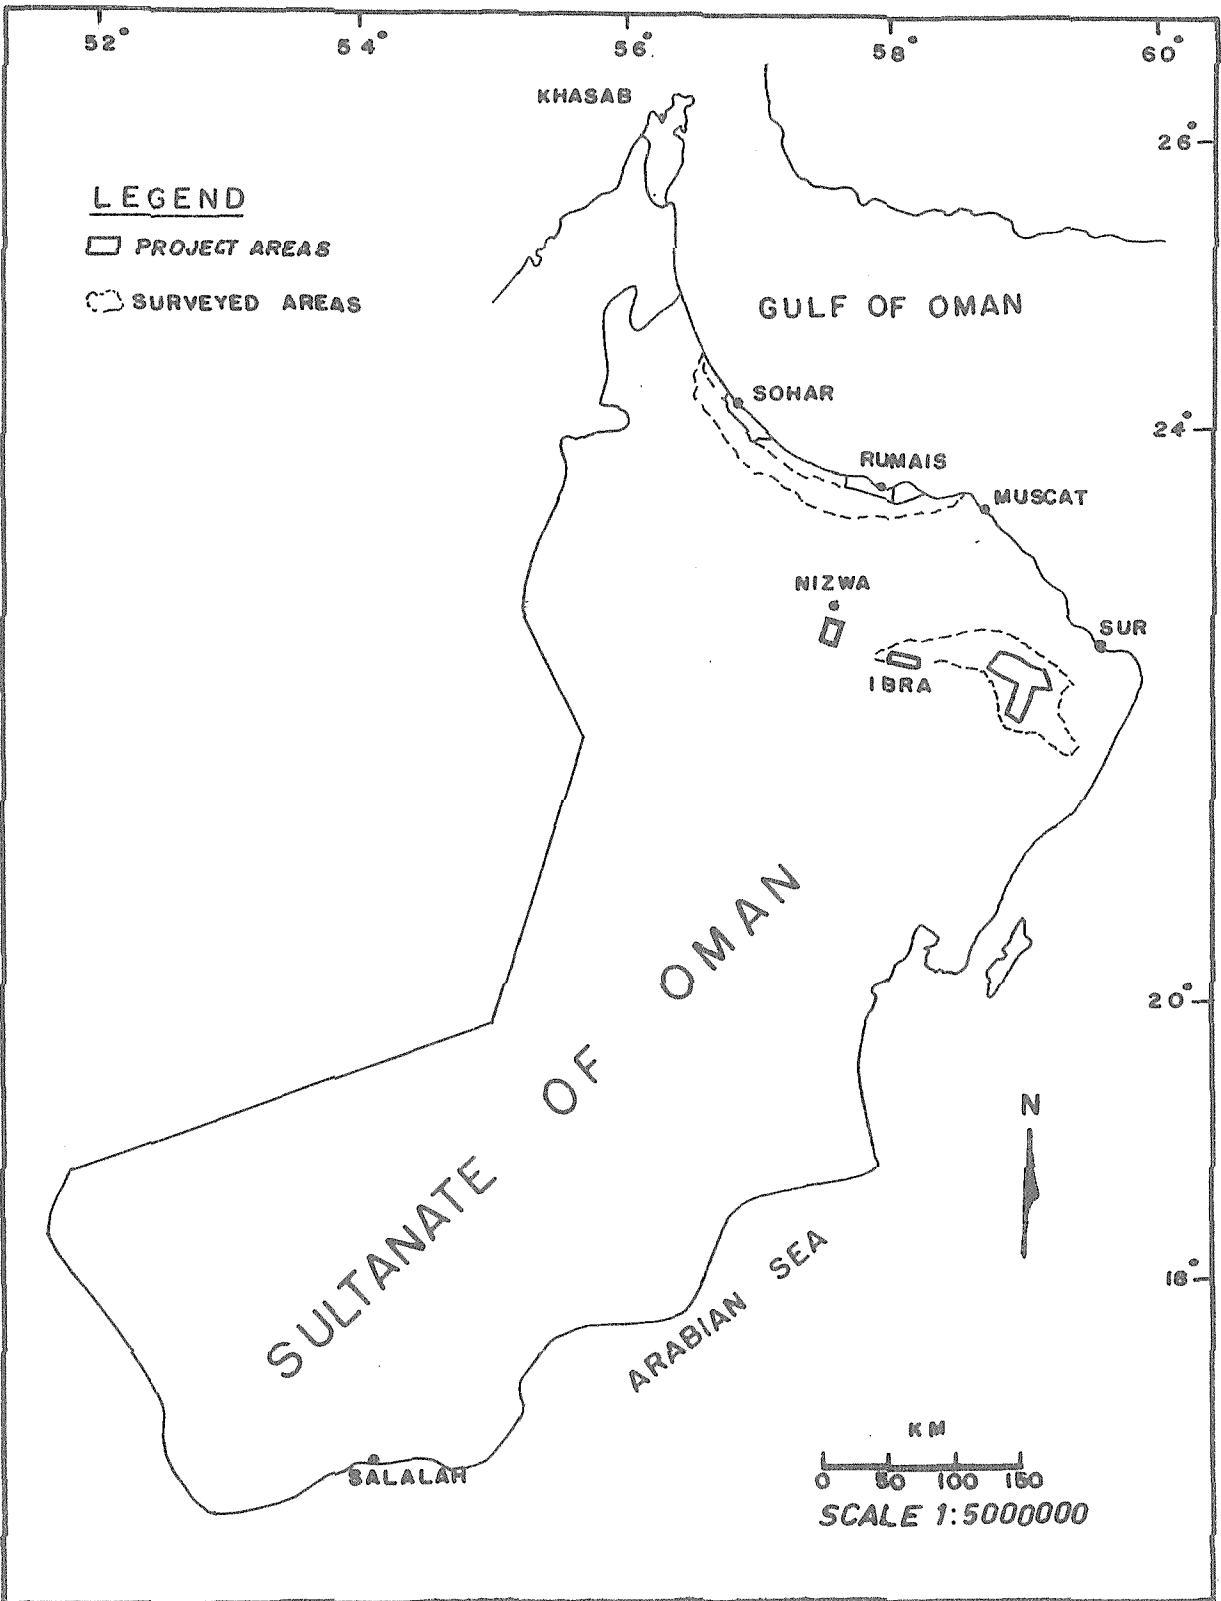 52°
54°
56°
58°
60°
KHASAB
26°
LEGEND
PROJECT AREAS
SURVEYED AREAS
GULF OF OMAN
SOHAR
24°
RUMAIS
MUSCAT
NIZWA
SUR
IBRA
20°
SULTANATE OF OMAN
N
ARABIAN SEA
18°
KM
0 50 100 150
SCALE 1:5000000
SALALAH